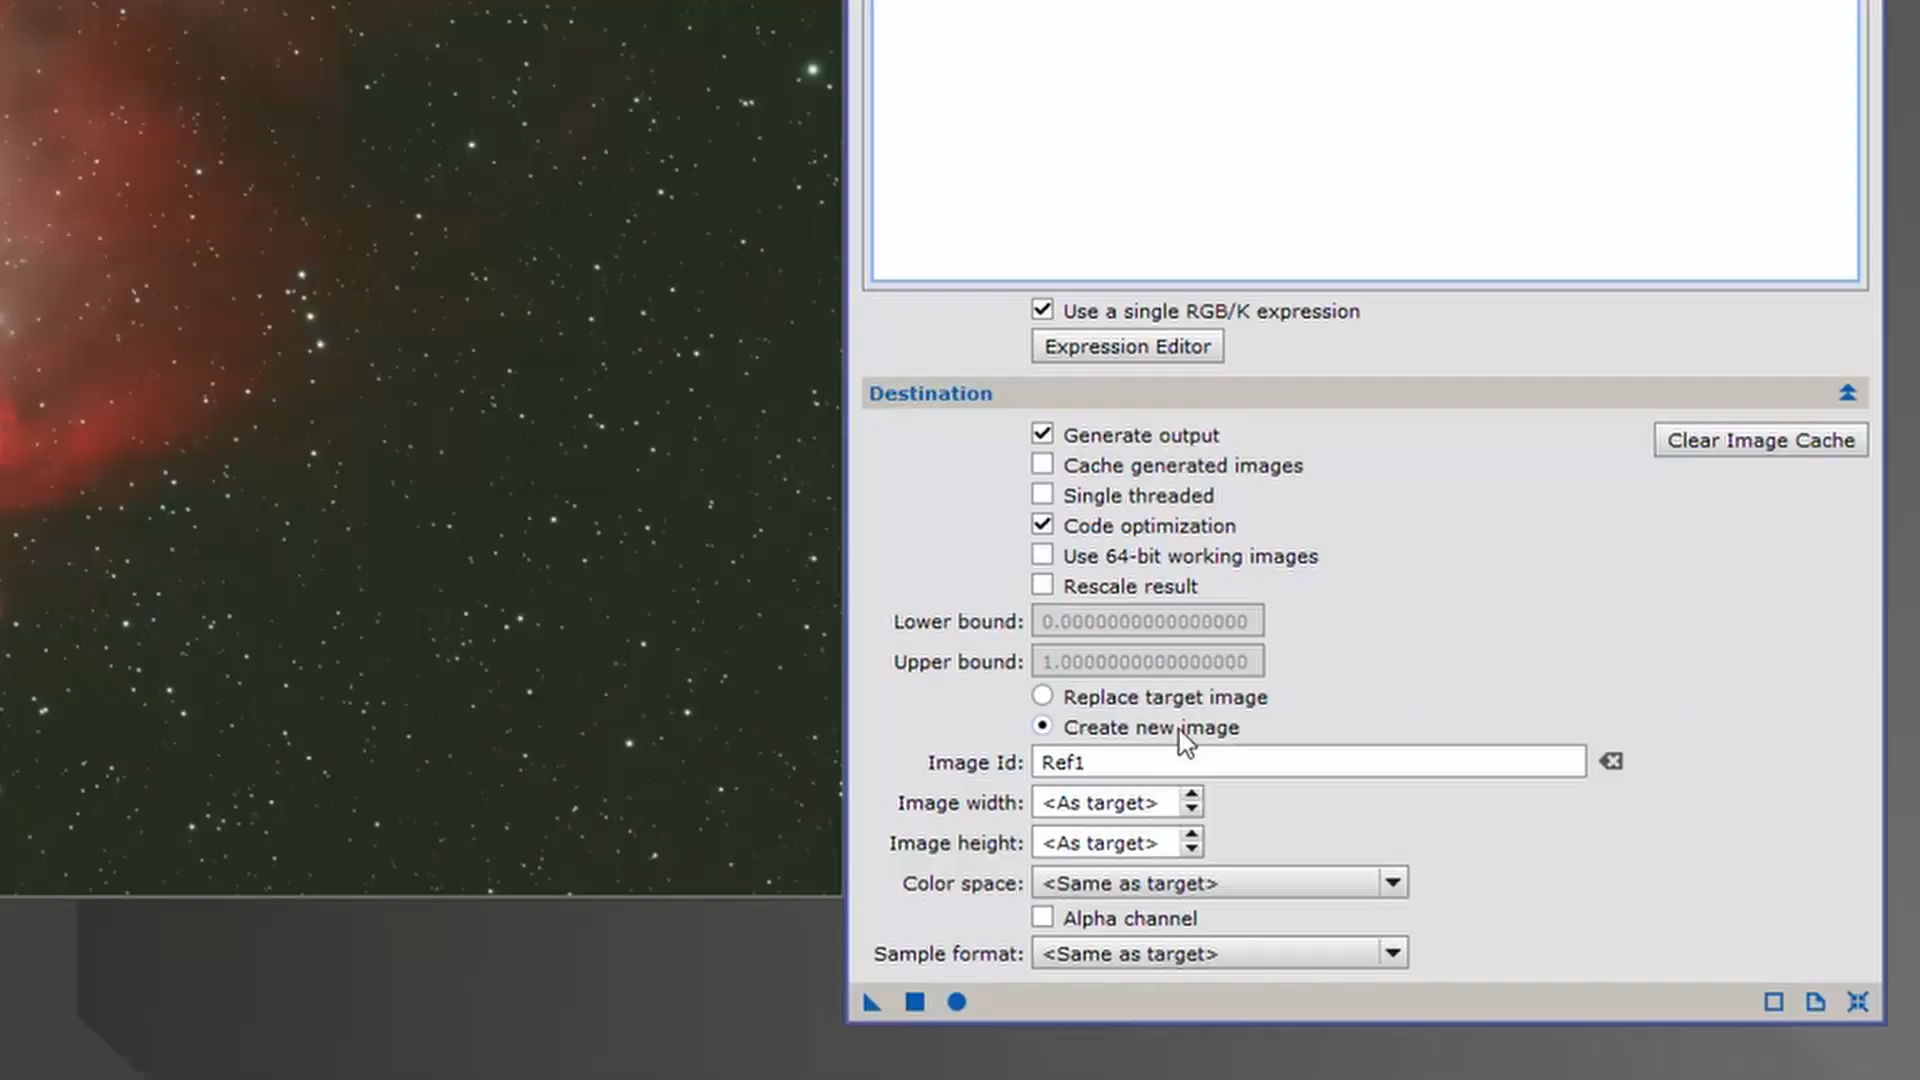 Use a single RGB/K expression
Expression Editor
Destination
Generate output
Clear Image Cache
Cache generated images
Single threaded
Code optimization
Use 64-bit working images
Rescale result
Lower bound: 0.0000000000000000
Upper bound: 1.0000000000000000
Replace target image
Create new image
Image Id: Ref1
Image width: <As target>
Image height: <As target>
Color space: <Same as target>
Alpha channel
Sample format: <Same as target>